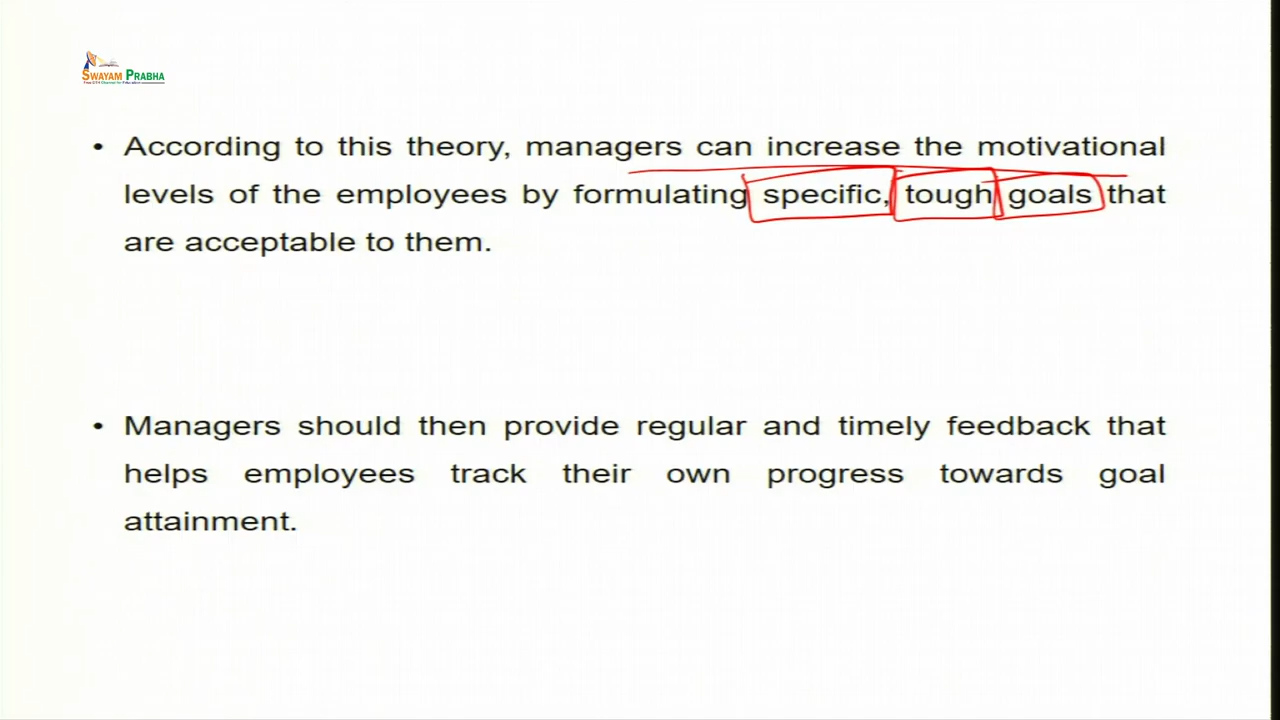 SWAYAM PRABHA
• According to this theory, managers can increase the motivational
levels of the employees by formulating specific, tough goals that
are acceptable to them.
• Managers should then provide regular and timely feedback that
helps employees track their own progress towards goal
attainment.